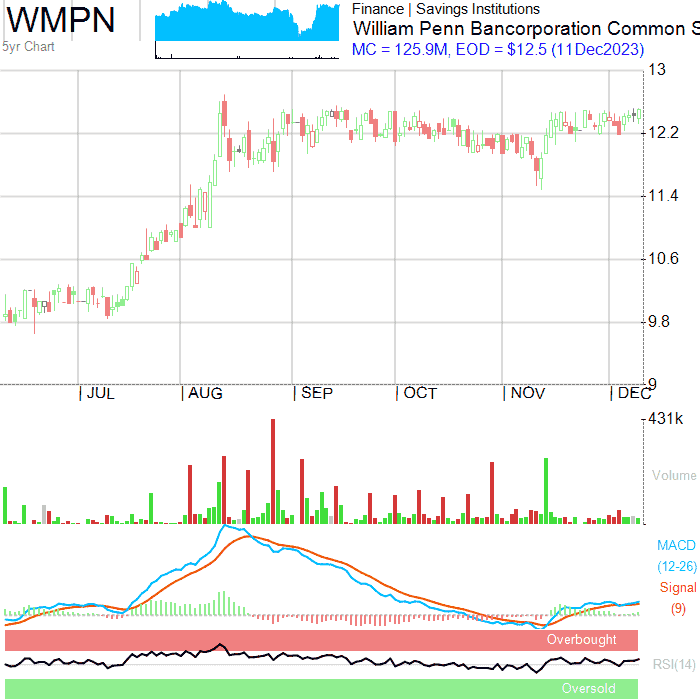 WMPN
5yr Chart
Finance | Savings Institutions
William Penn Bancorporation Common S
MC = 125.9M, EOD = $12.5 (11Dec2023)
13
12.2
11.4
10.6
9.8
9
JUL
AUG
SEP
OCT
NOV
DEC
431k
Volume
MACD
(12-26)
Signal
(9)
Overbought
RSI(14)
Oversold